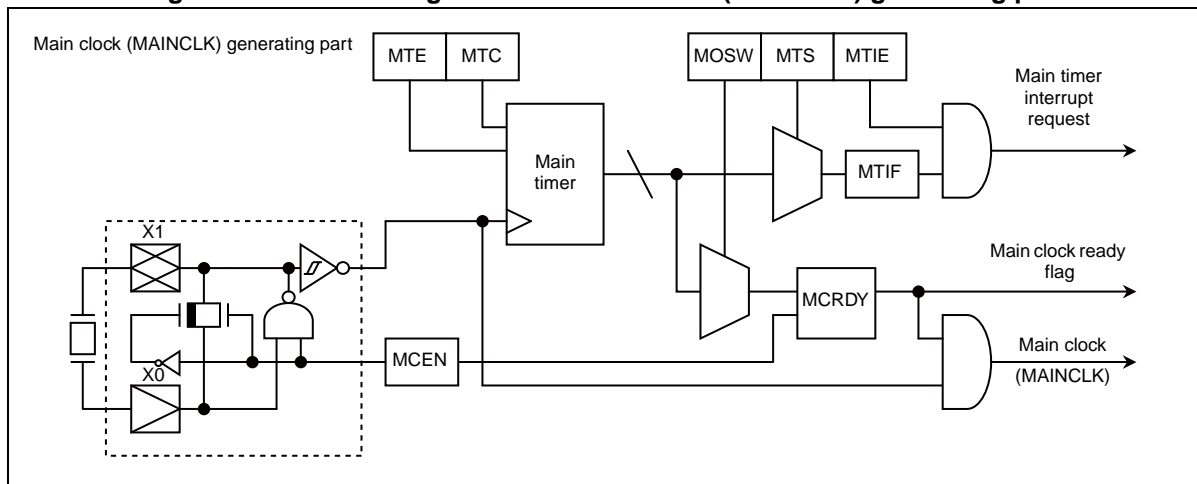 Main clock (MAINCLK) generating part
MTE MTC
MOSW MTS MTIE
Main timer
interrupt
request
Main
timer
MTIF
X1
Main clock ready
flag
MCRDY
MCEN
Main clock
(MAINCLK)
X0